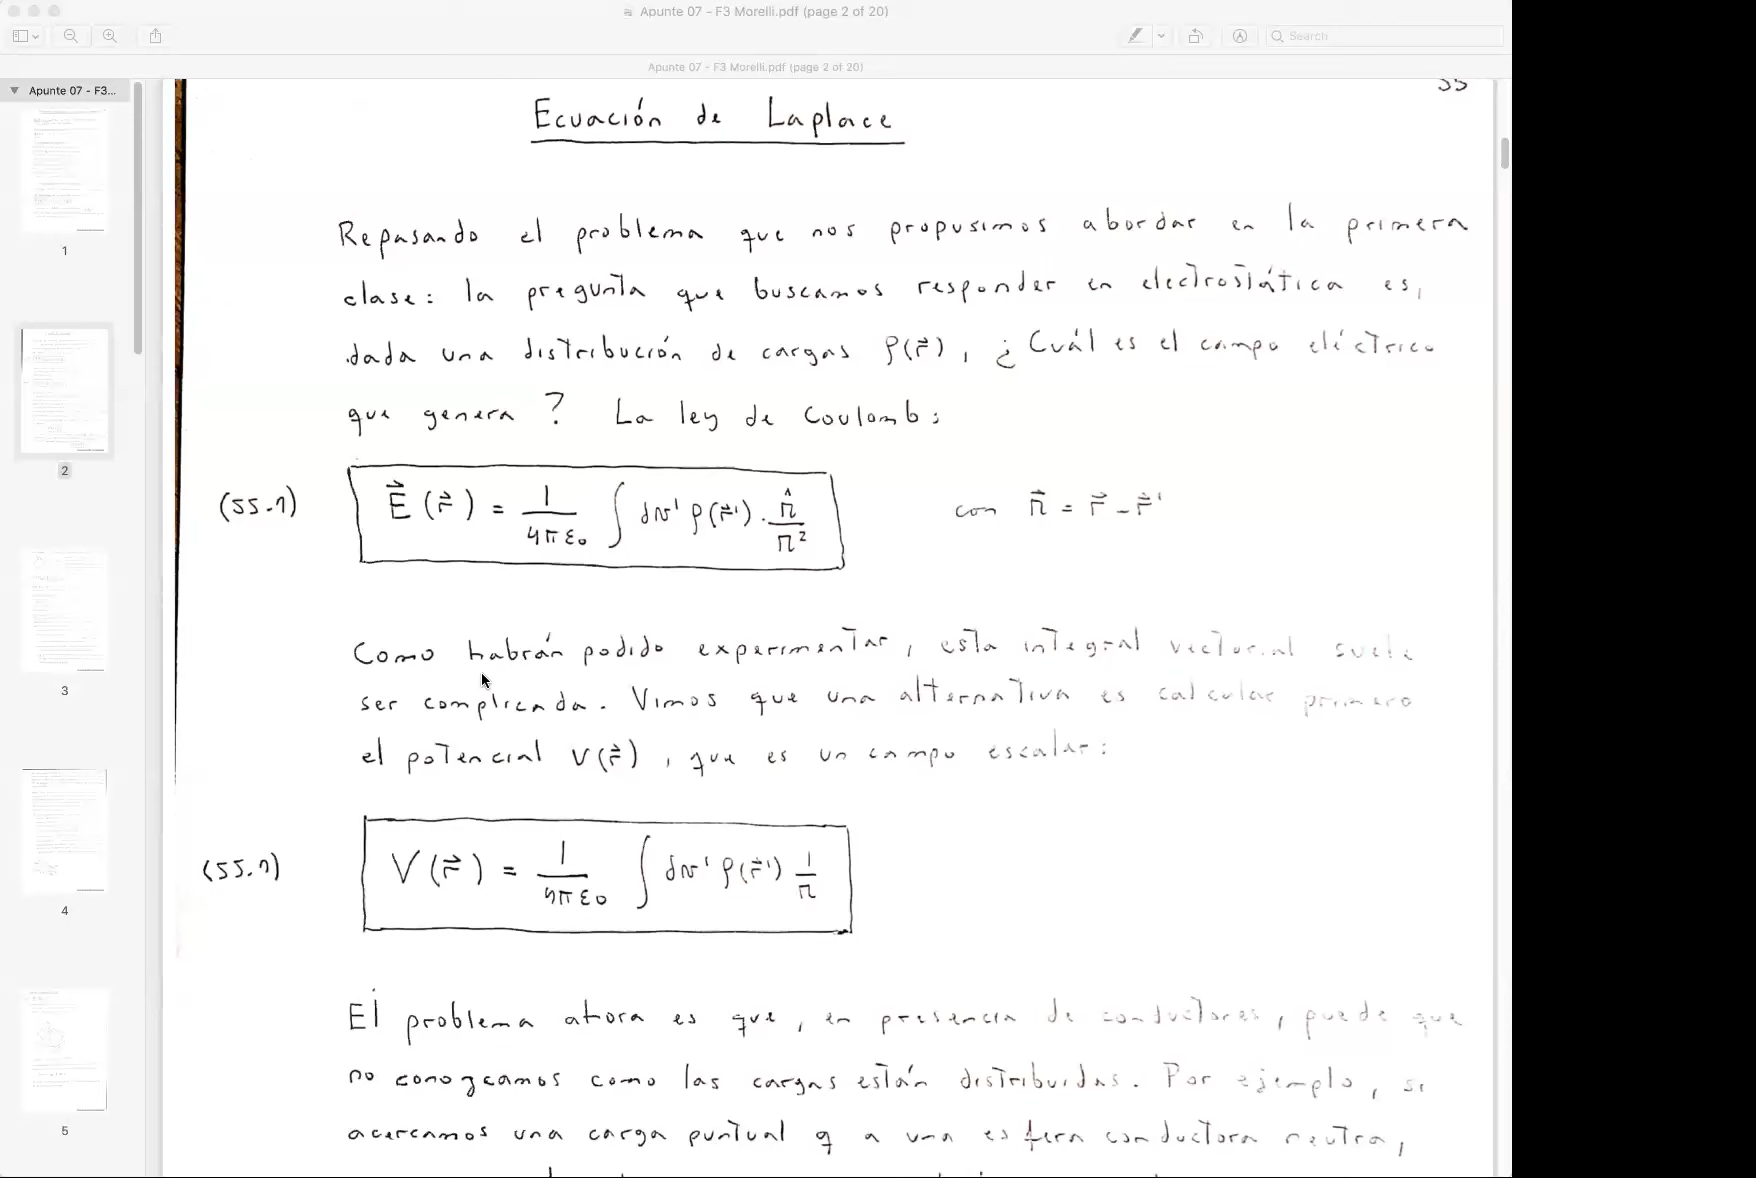 Apunte 07 - F3 Morelli.pdf (page 2 of 20)
Search
Apunte 07 - F3 Morelli.pdf (page 2 of 20)
Apunte 07 - F3...
1
2
3
4
5
55
Ecuación de Laplace
Repasando el problema que nos propusimos abordar en la primera
clase: la pregunta que buscamos responder en electrostática es,
dada una distribución de cargas ρ(r⃗), ¿Cuál es el campo eléctrico
que genera? La ley de Coulomb:
(55.1) E⃗(r⃗) = 1/(4πε₀) ∫ dv' ρ(r⃗') · r̂/r² con r⃗ = r⃗ - r⃗'
Como habrán podido experimentar, esta integral vectorial suele
ser complicada. Vimos que una alternativa es calcular primero
el potencial V(r⃗), que es un campo escalar:
(55.1) V(r⃗) = 1/(4πε₀) ∫ dv' ρ(r⃗') 1/r
El problema ahora es que, en presencia de conductores, puede que
no conozcamos como las cargas están distribuidas. Por ejemplo, si
acercamos una carga puntual q a una esfera conductora neutra,